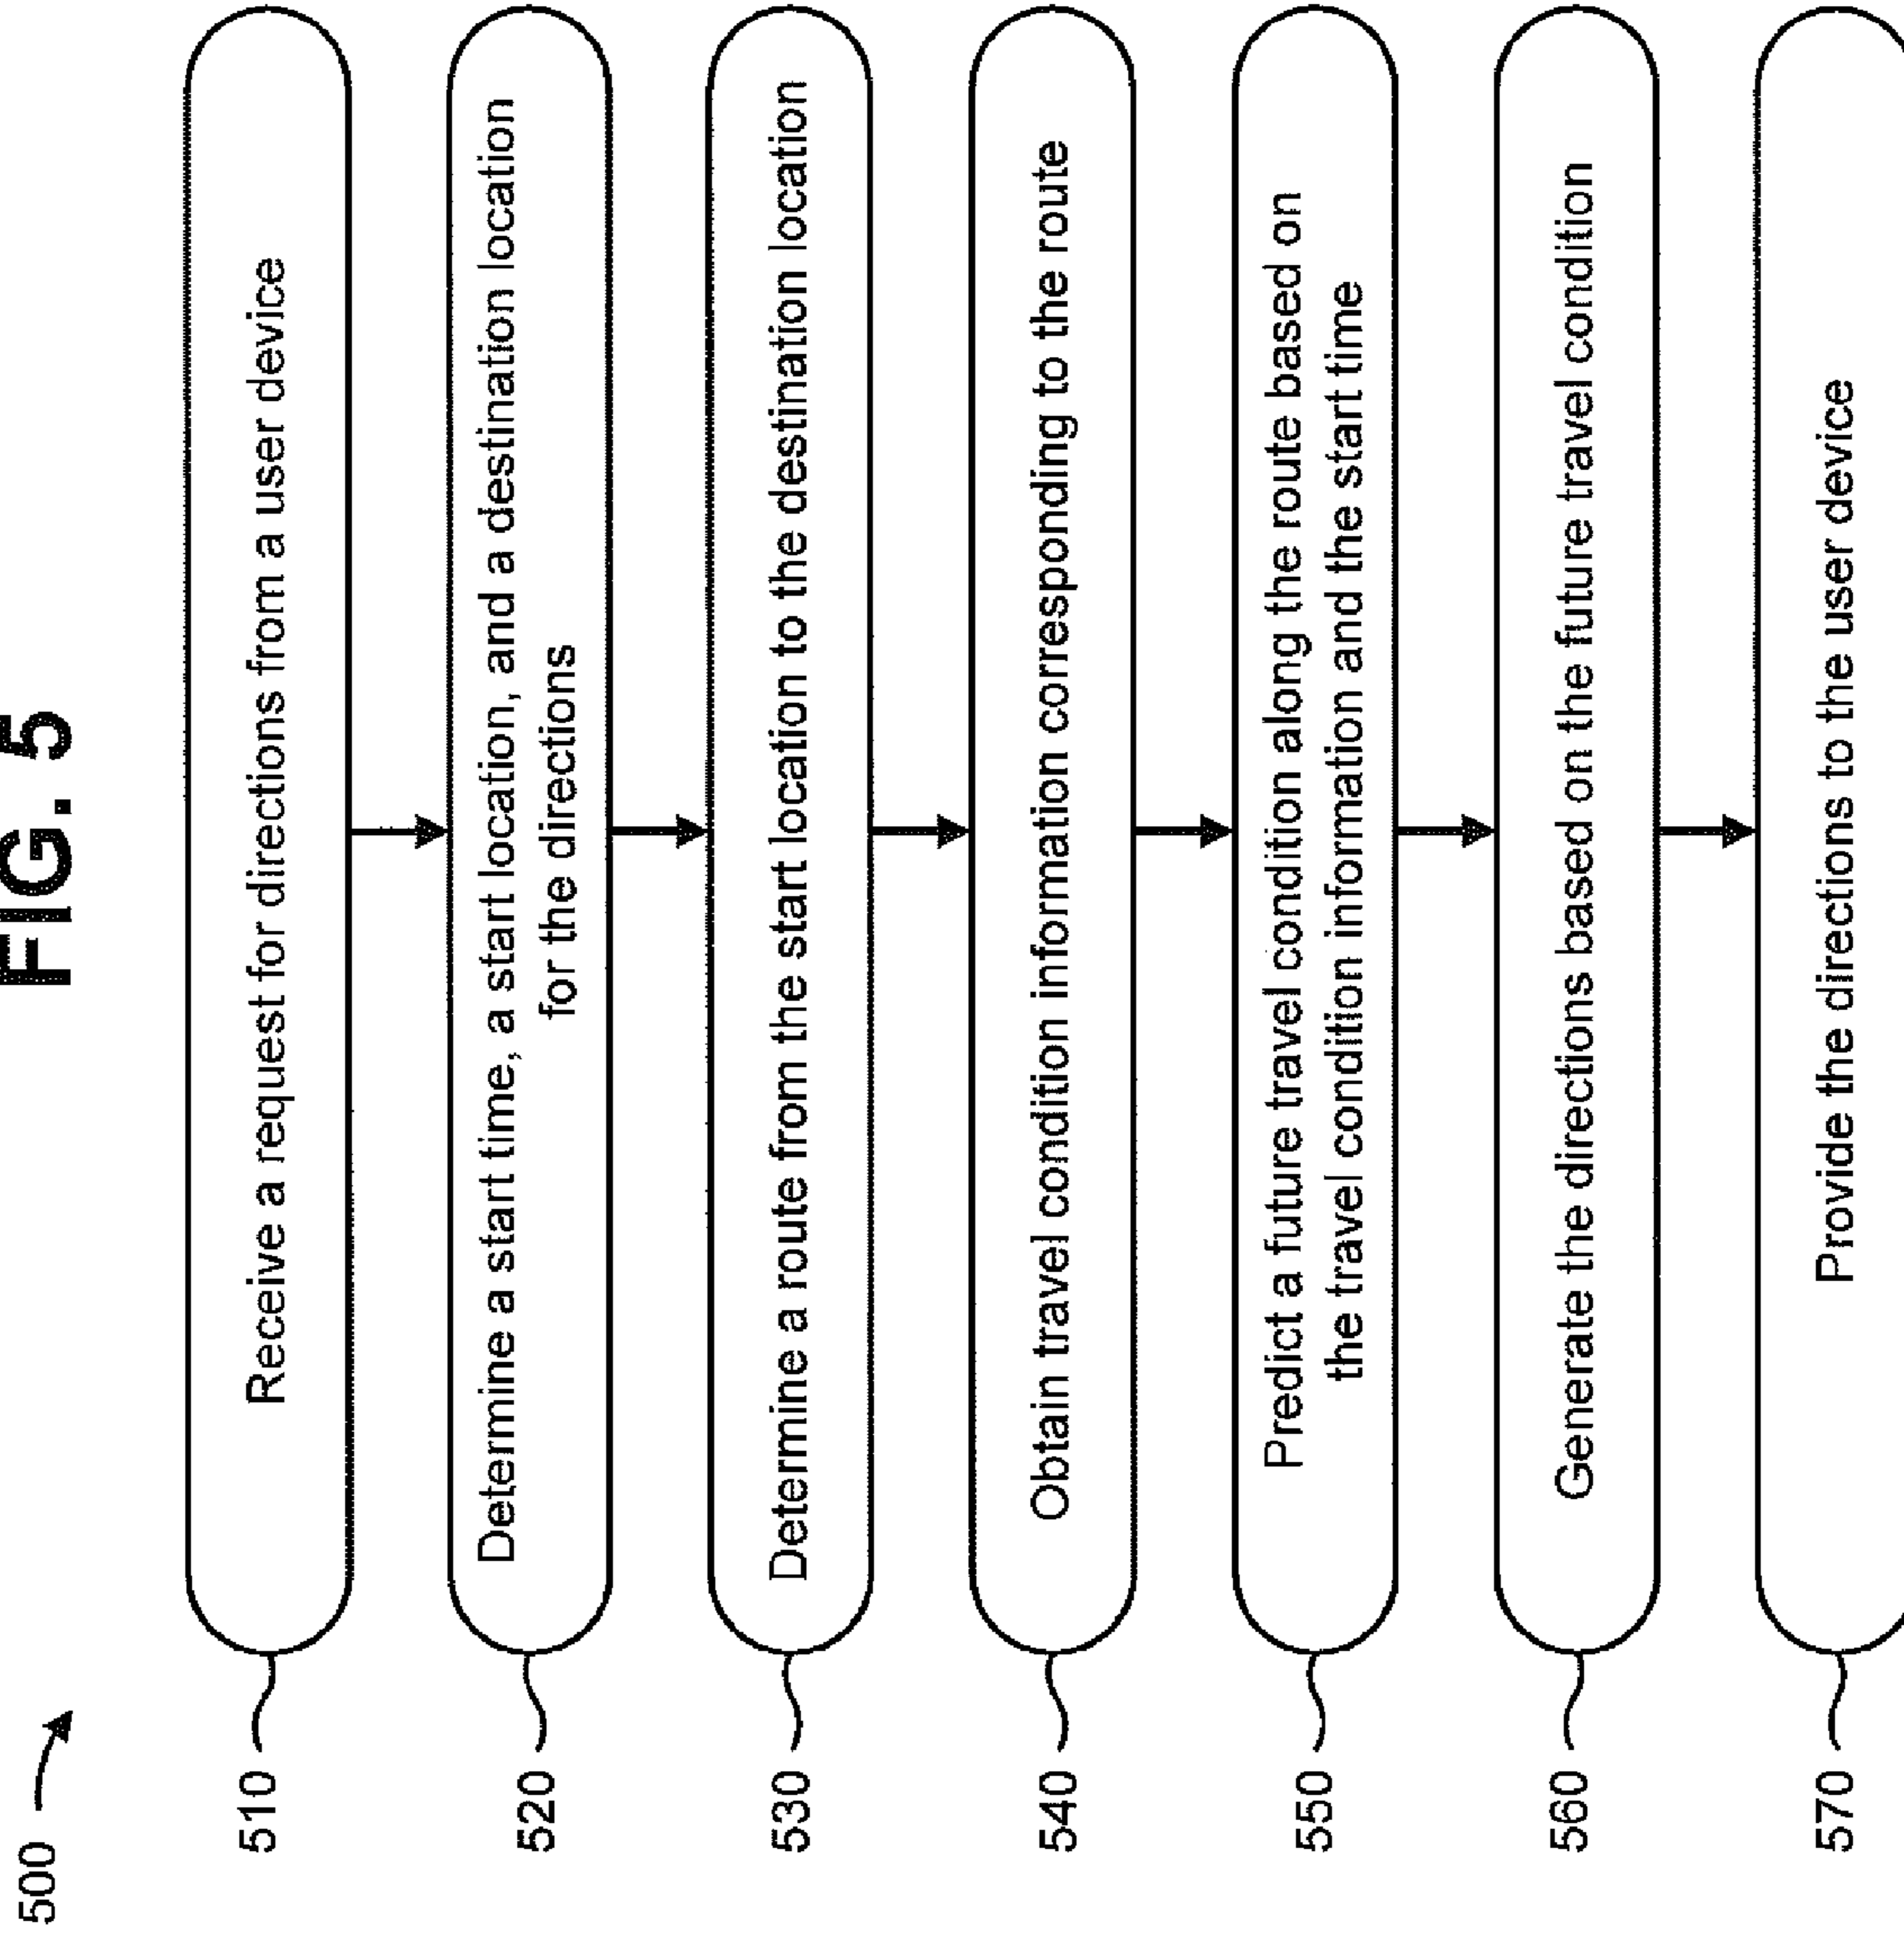 FIG. 5
500
510
Receive a request for directions from a user device
520
Determine a start time, a start location, and a destination location
for the directions
530
Determine a route from the start location to the destination location
540
Obtain travel condition information corresponding to the route
550
Predict a future travel condition along the route based on
the travel condition information and the start time
560
Generate the directions based on the future travel condition
570
Provide the directions to the user device